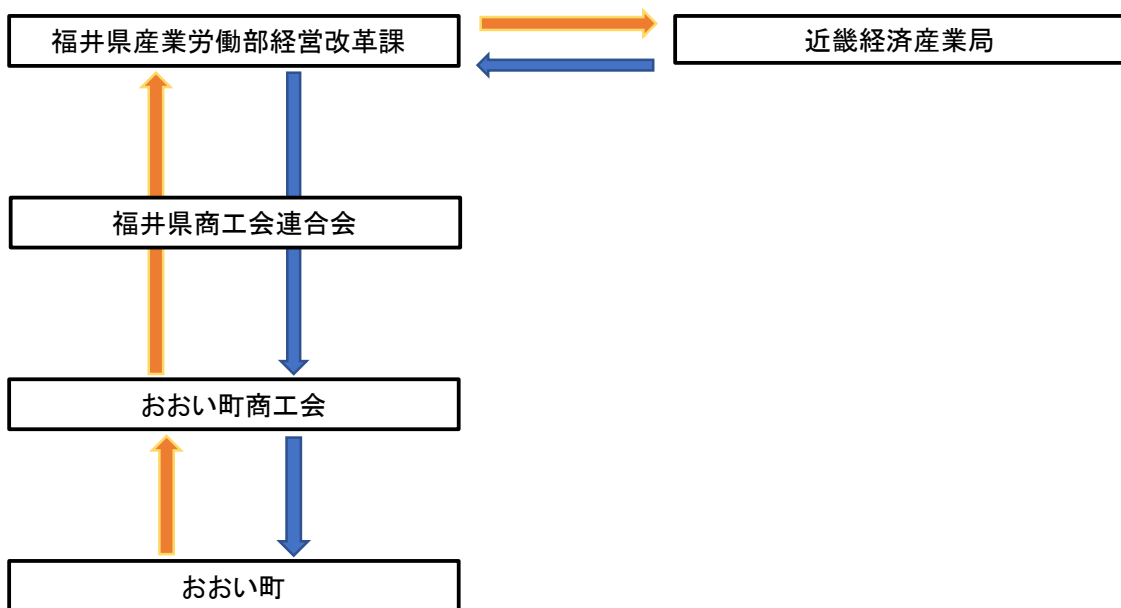 福井県産業労働部経営改革課
近畿経済産業局
福井県商工会連合会
おおい町商工会
おおい町